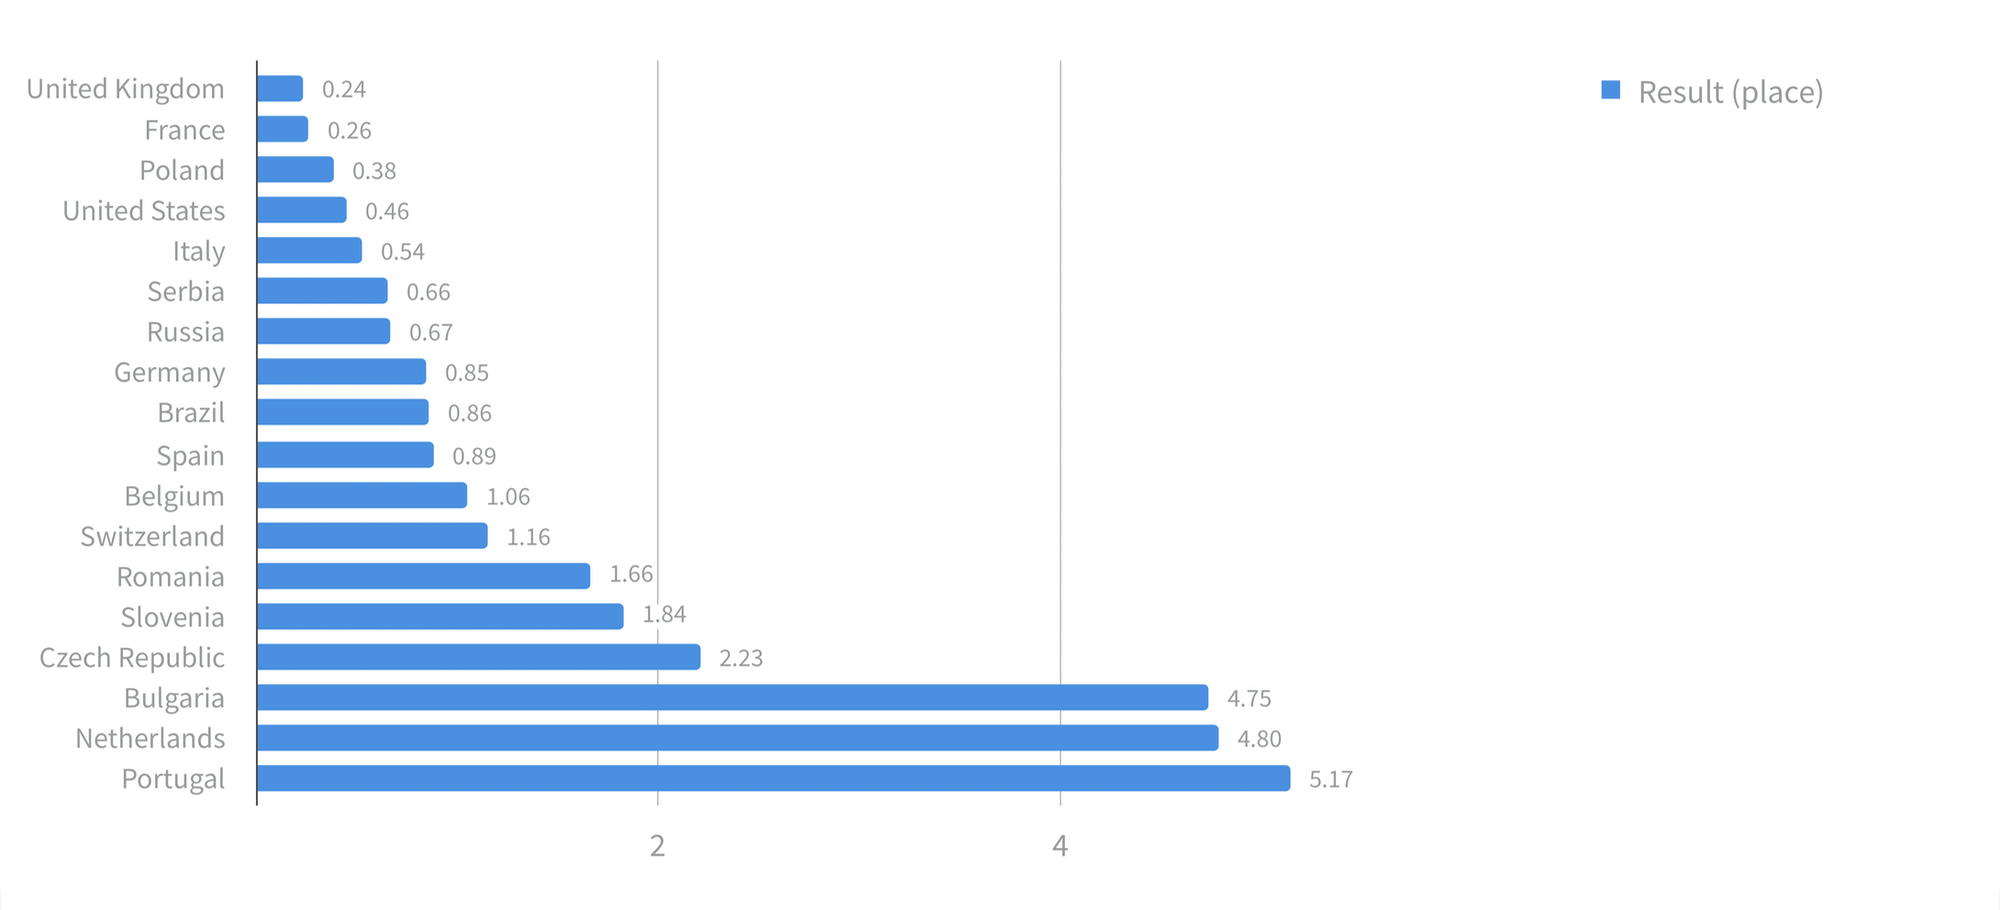 United Kingdom 0.24
Result (place)
France 0.26
Poland 0.38
United States 0.46
Italy 0.54
Serbia 0.66
Russia 0.67
Germany 0.85
Brazil 0.86
Spain 0.89
Belgium 1.06
Switzerland 1.16
Romania 1.66
Slovenia 1.84
Czech Republic 2.23
Bulgaria 4.75
Netherlands 4.80
Portugal 5.17
2 4